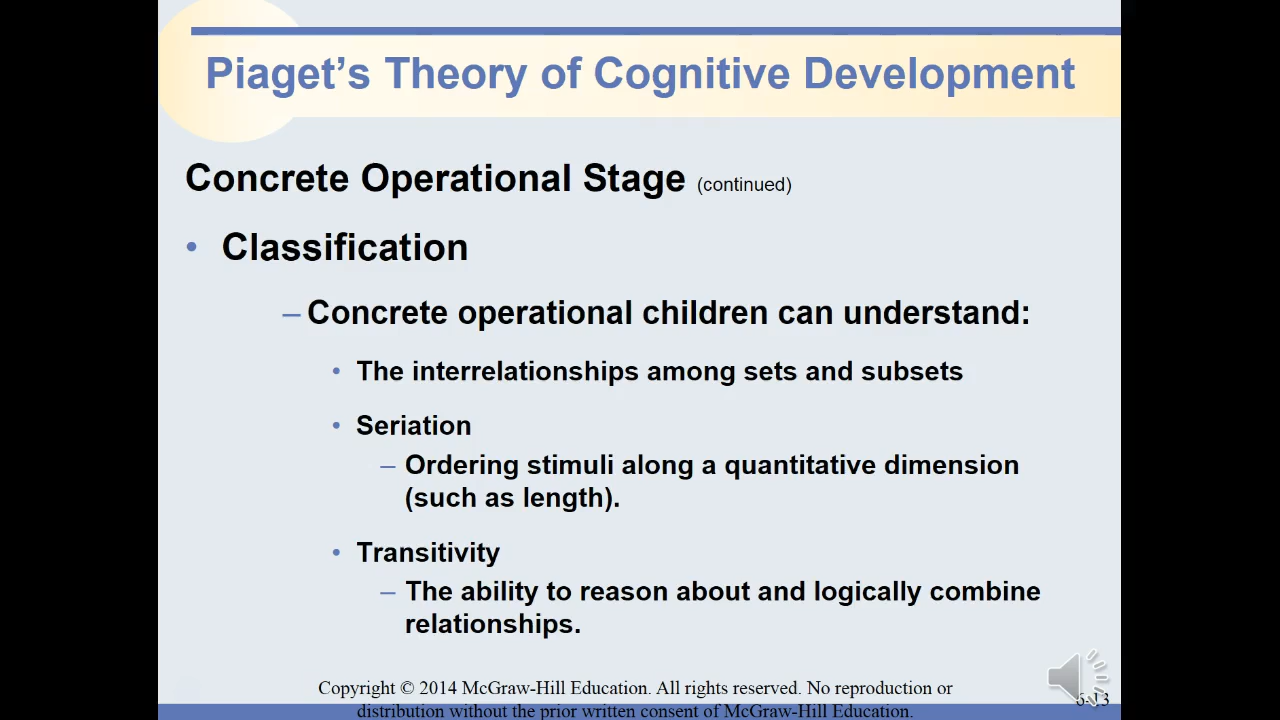 Piaget’s Theory of Cognitive Development
Concrete Operational Stage (continued)
• Classification
– Concrete operational children can understand:
• The interrelationships among sets and subsets
• Seriation
– Ordering stimuli along a quantitative dimension
(such as length).
• Transitivity
– The ability to reason about and logically combine
relationships.
Copyright © 2014 McGraw-Hill Education. All rights reserved. No reproduction or
distribution without the prior written consent of McGraw-Hill Education.
6-13